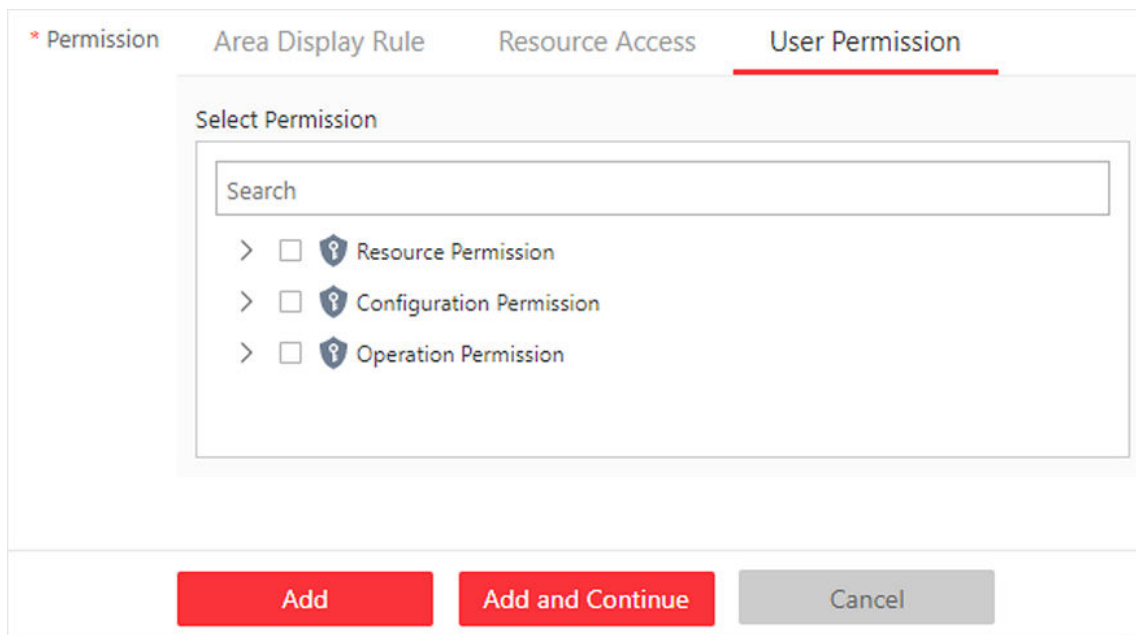 * Permission Area Display Rule Resource Access User Permission
Select Permission
Search
Resource Permission
Configuration Permission
Operation Permission
Add Add and Continue Cancel